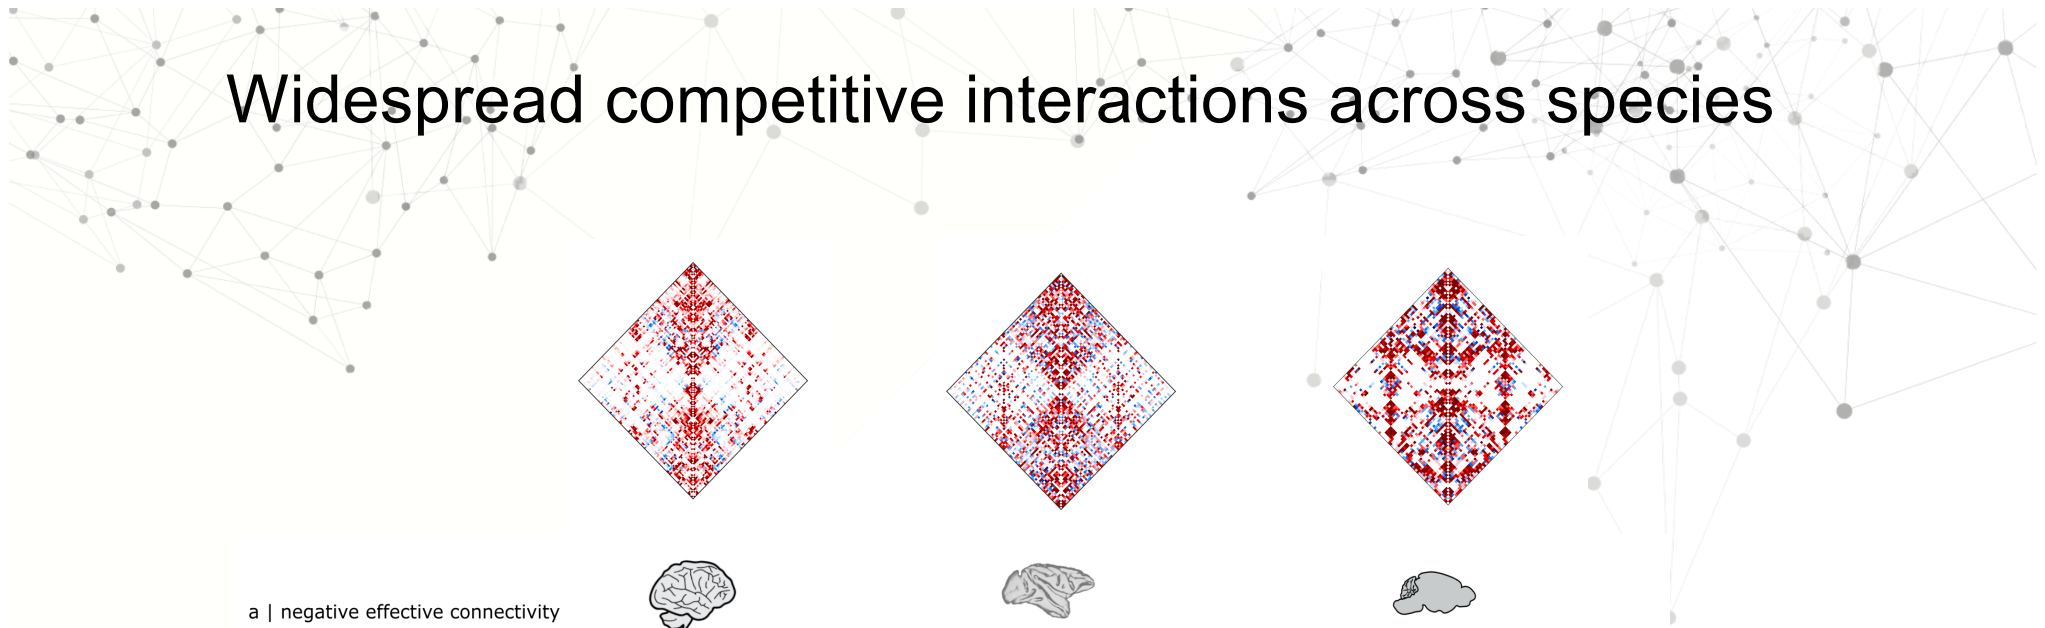 Widespread competitive interactions across species
a | negative effective connectivity